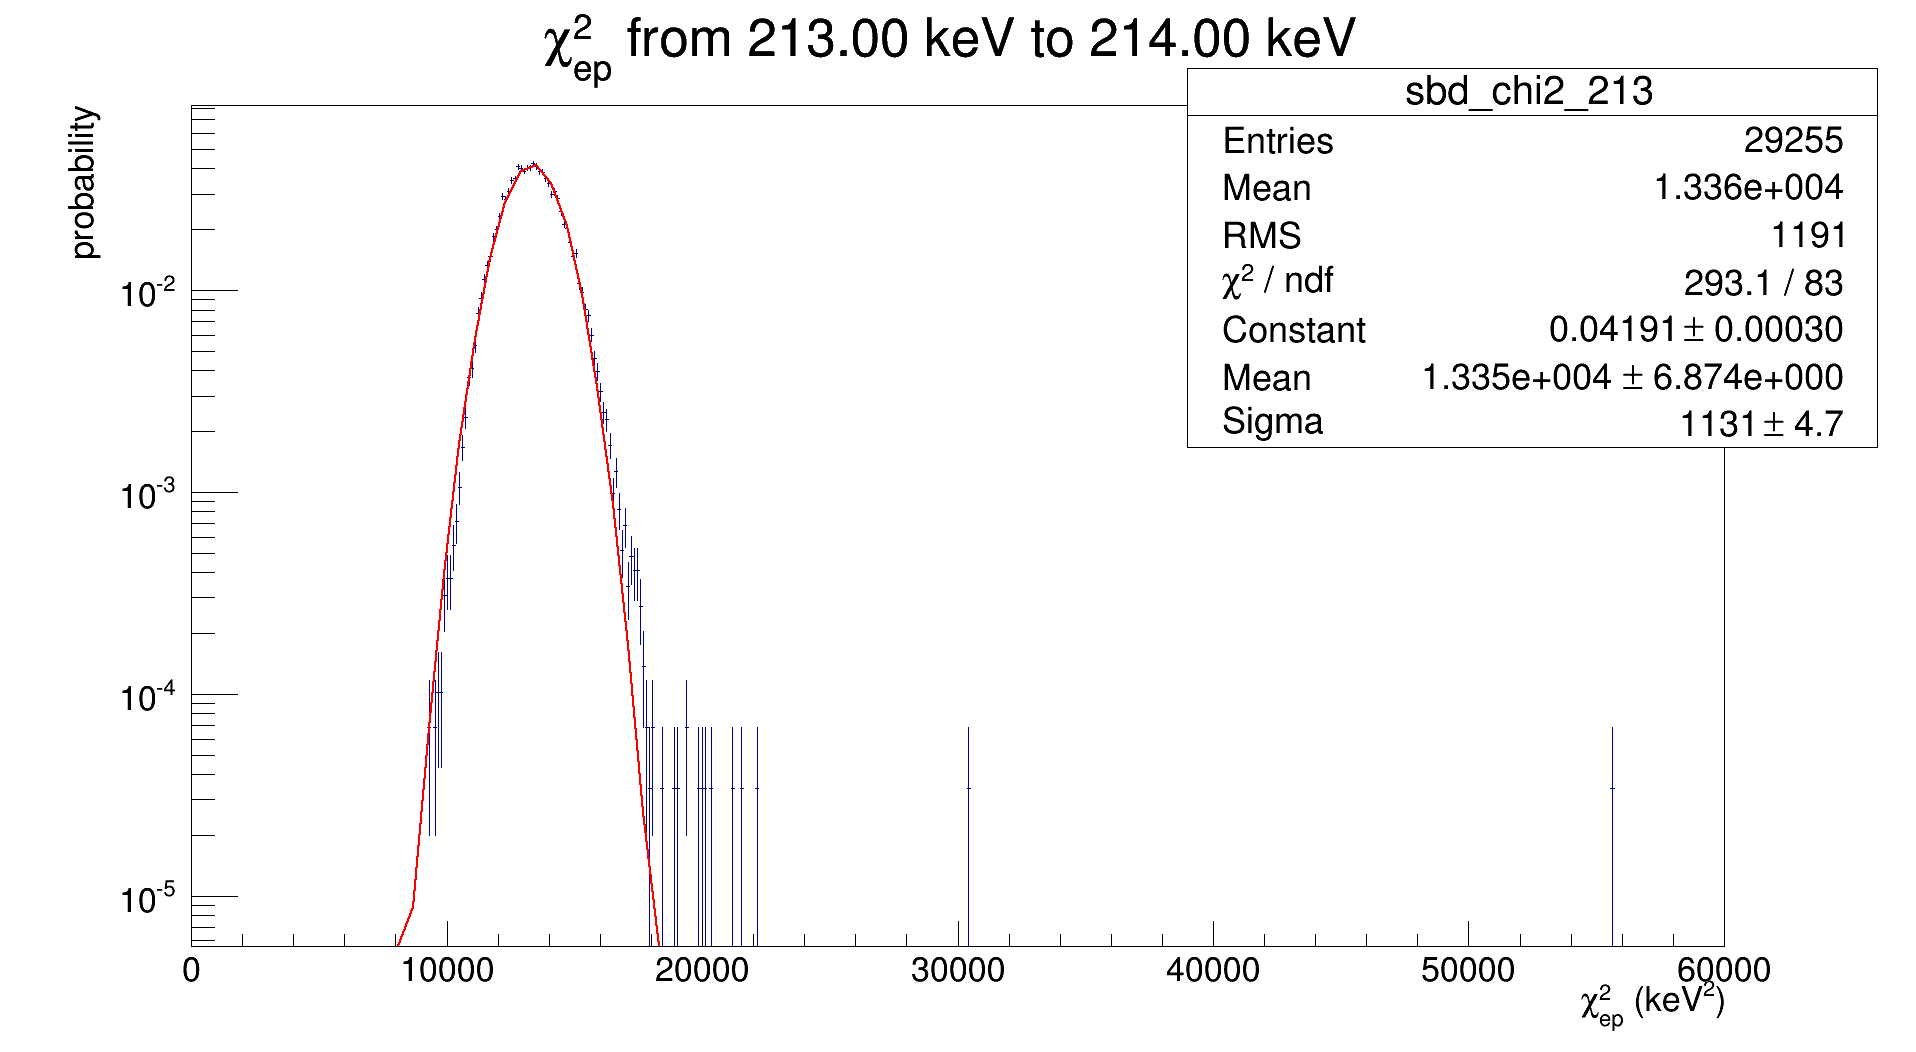 χ²ep from 213.00 keV to 214.00 keV
sbd_chi2_213
Entries 29255
Mean 1.336e+004
RMS 1191
χ² / ndf 293.1 / 83
Constant 0.04191 ± 0.00030
Mean 1.335e+004 ± 6.874e+000
Sigma 1131 ± 4.7
probability
10⁻²
10⁻³
10⁻⁴
10⁻⁵
0 10000 20000 30000 40000 50000 60000
χ²ep (keV²)